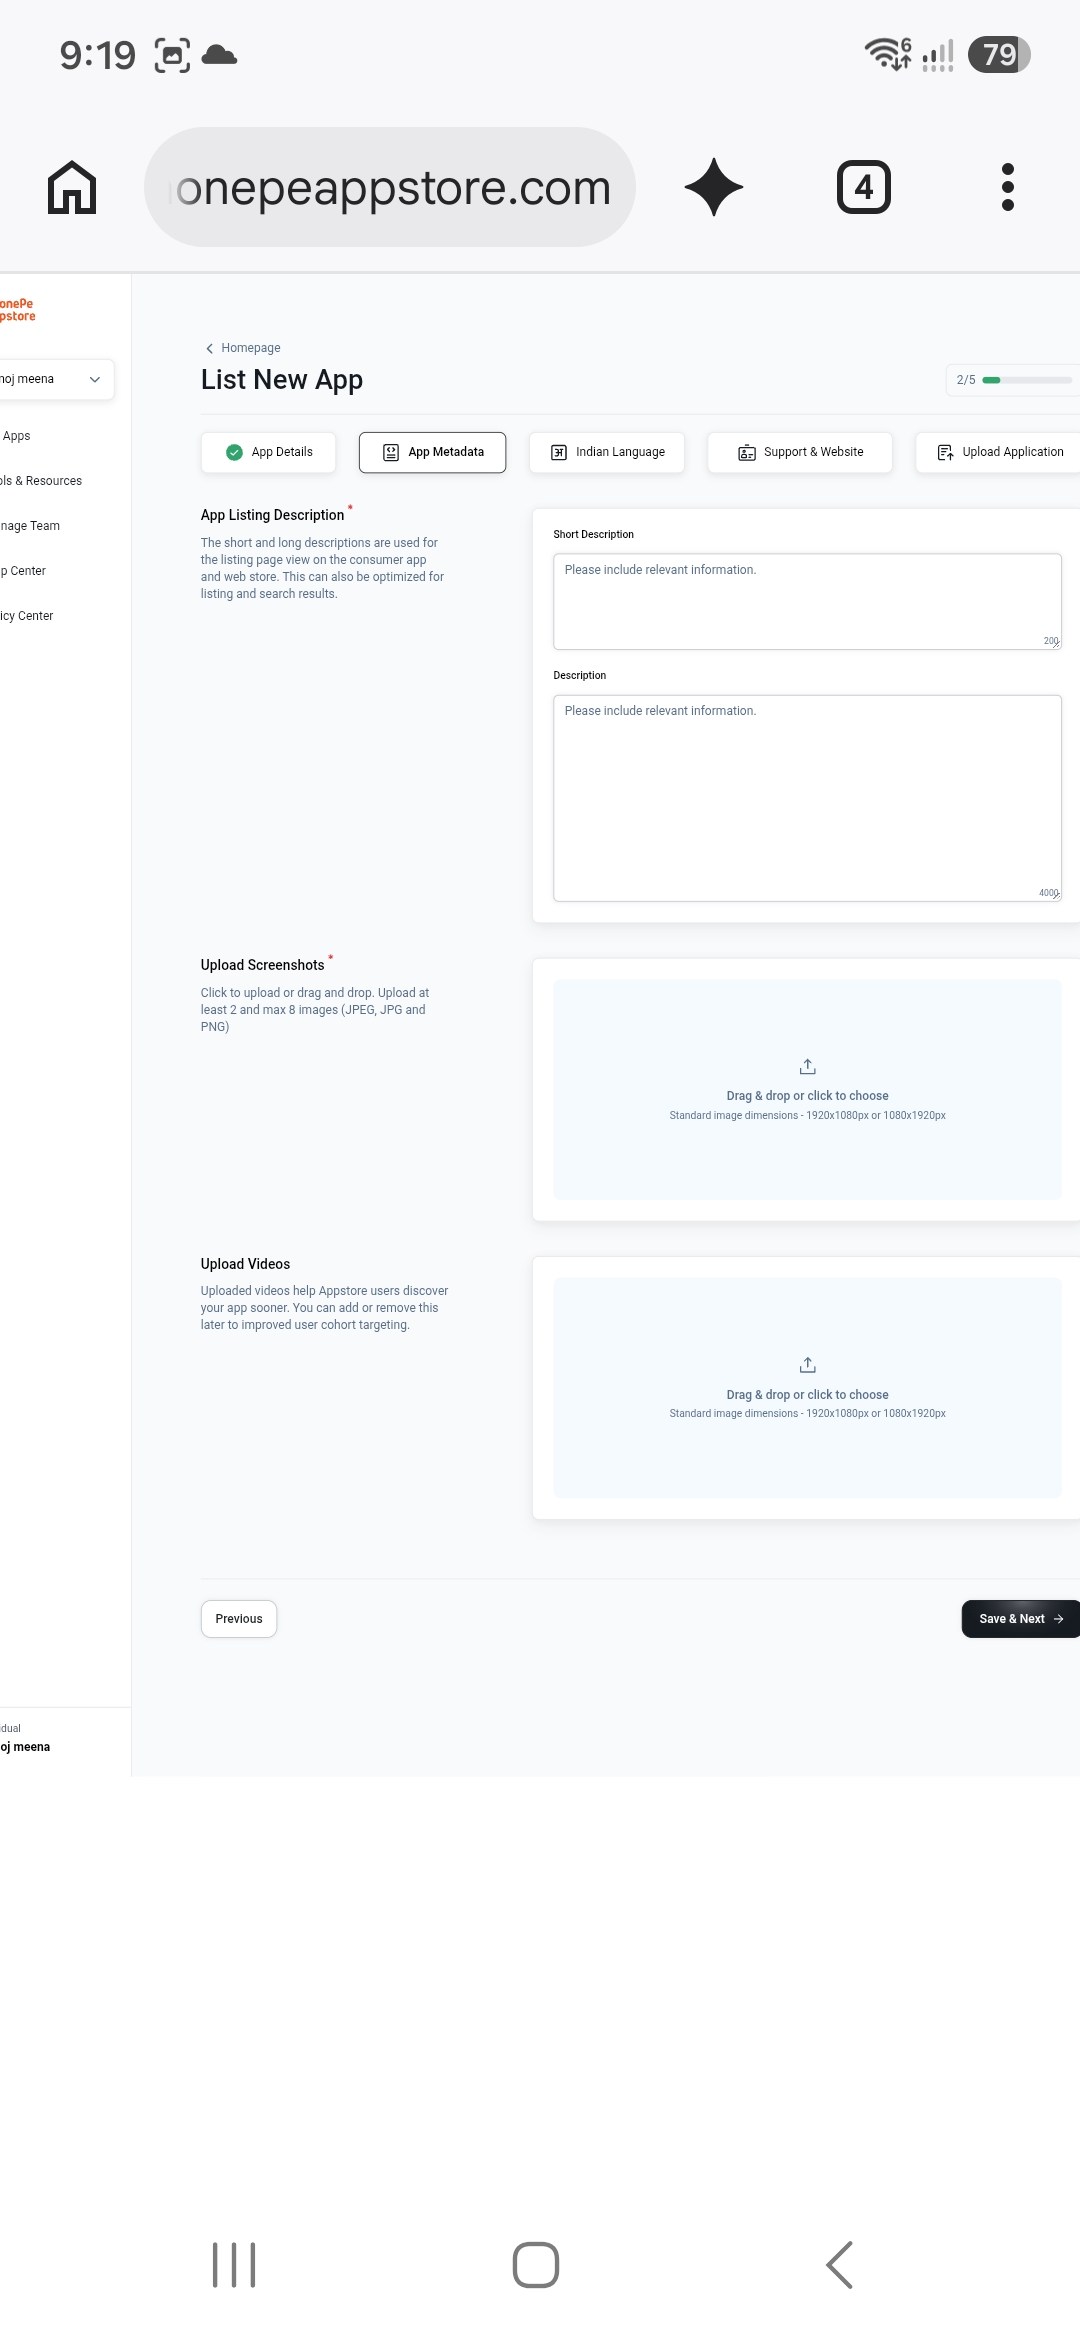 9:19
6
79
onepeappstore.com
4
onePe
pstore
noj meena
Apps
ols & Resources
nage Team
p Center
icy Center
Homepage
List New App
2/5
App Details
App Metadata
Indian Language
Support & Website
Upload Application
App Listing Description *
The short and long descriptions are used for
the listing page view on the consumer app
and web store. This can also be optimized for
listing and search results.
Short Description
Please include relevant information.
200
Description
Please include relevant information.
4000
Upload Screenshots *
Click to upload or drag and drop. Upload at
least 2 and max 8 images (JPEG, JPG and
PNG)
Drag & drop or click to choose
Standard image dimensions - 1920x1080px or 1080x1920px
Upload Videos
Uploaded videos help Appstore users discover
your app sooner. You can add or remove this
later to improved user cohort targeting.
Drag & drop or click to choose
Standard image dimensions - 1920x1080px or 1080x1920px
Previous
Save & Next
idual
oj meena